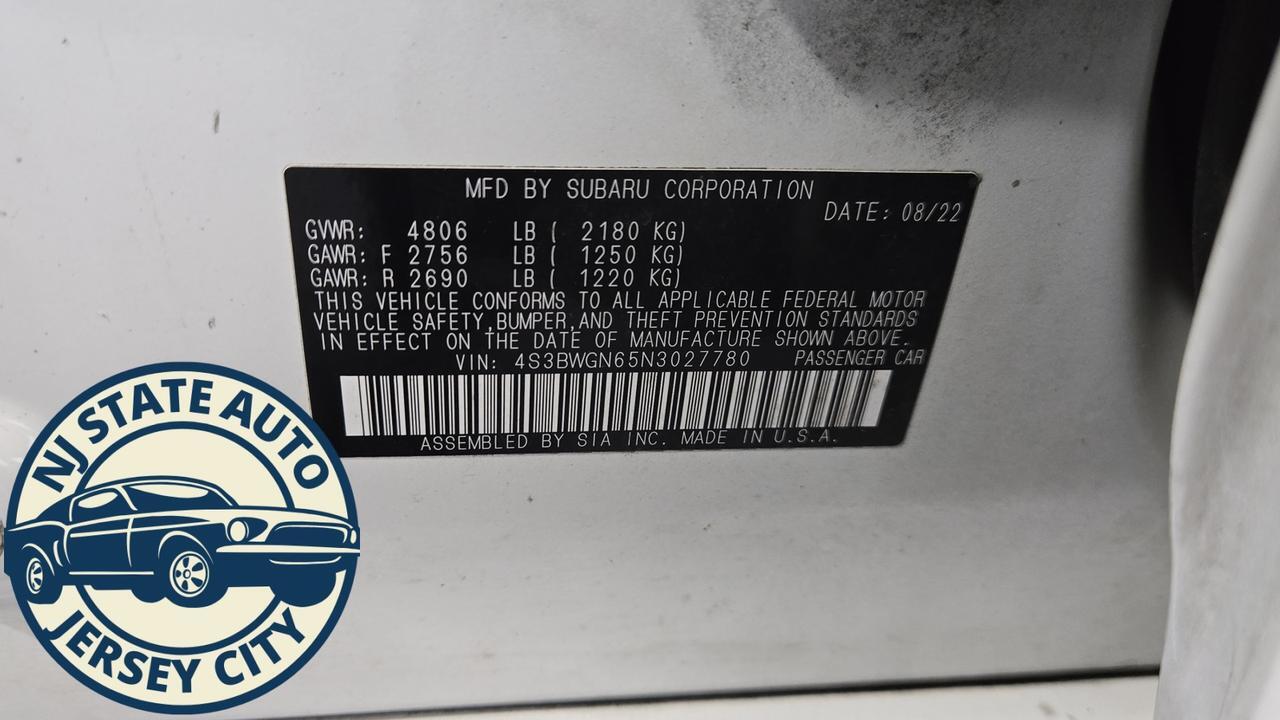 MFD BY SUBARU CORPORATION
DATE: 08/22
GVWR: 4806 LB ( 2180 KG)
GAWR: F 2756 LB ( 1250 KG)
GAWR: R 2690 LB ( 1220 KG)
THIS VEHICLE CONFORMS TO ALL APPLICABLE FEDERAL MOTOR
VEHICLE SAFETY,BUMPER,AND THEFT PREVENTION STANDARDS
IN EFFECT ON THE DATE OF MANUFACTURE SHOWN ABOVE.
VIN: 4S3BWGN65N3027780 PASSENGER CAR
ASSEMBLED BY SIA INC. MADE IN U.S.A.
NJ STATE AUTO
JERSEY CITY